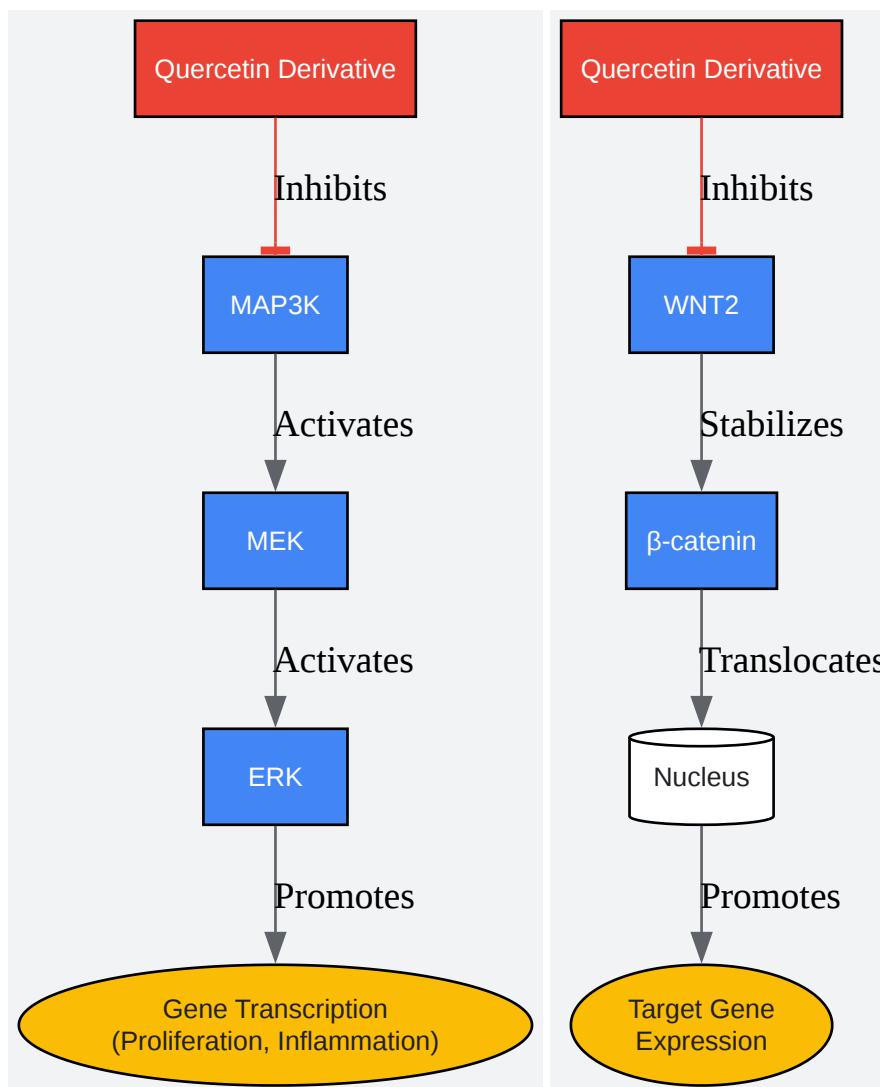 Quercetin Derivative
Inhibits
MAP3K
Activates
MEK
Activates
ERK
Promotes
Gene Transcription
(Proliferation, Inflammation)
Quercetin Derivative
Inhibits
WNT2
Stabilizes
β-catenin
Translocates
Nucleus
Promotes
Target Gene
Expression